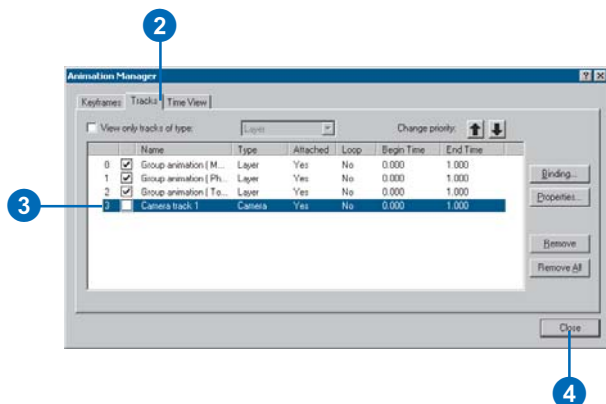 2
Animation Manager
Keyframes Tracks Time View
View only tracks of type: Layer Change priority:
Name Type Attached Loop Begin Time End Time
0 Group animation ( M... Layer Yes No 0.000 1.000
1 Group animation ( Ph... Layer Yes No 0.000 1.000
2 Group animation ( To... Layer Yes No 0.000 1.000
3 3 Camera track 1 Camera Yes No 0.000 1.000
Binding...
Properties...
Remove
Remove All
Close
4